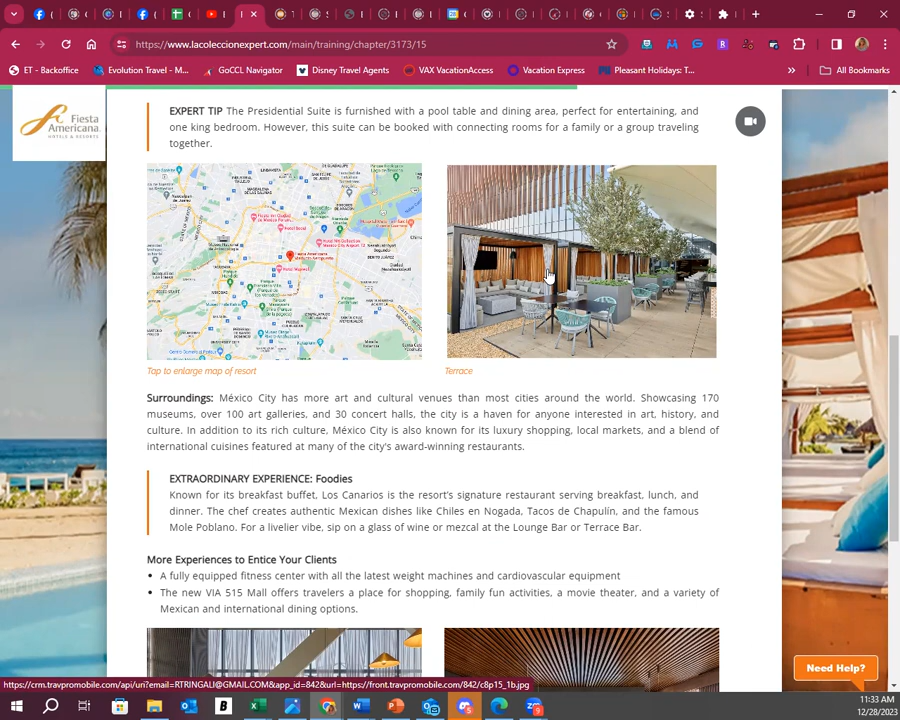 https://www.lacoleccionexpert.com/main/training/chapter/3173/15
ET - Backoffice
Evolution Travel - M...
GoCCL Navigator
Disney Travel Agents
VAX VacationAccess
Vacation Express
Pleasant Holidays: T...
All Bookmarks
Fiesta
Americana
HOTELS & RESORTS
EXPERT TIP The Presidential Suite is furnished with a pool table and dining area, perfect for entertaining, and
one king bedroom. However, this suite can be booked with connecting rooms for a family or a group traveling
together.
Tap to enlarge map of resort
Terrace
Surroundings: México City has more art and cultural venues than most cities around the world. Showcasing 170
museums, over 100 art galleries, and 30 concert halls, the city is a haven for anyone interested in art, history, and
culture. In addition to its rich culture, México City is also known for its luxury shopping, local markets, and a blend of
international cuisines featured at many of the city's award-winning restaurants.
EXTRAORDINARY EXPERIENCE: Foodies
Known for its breakfast buffet, Los Canarios is the resort's signature restaurant serving breakfast, lunch, and
dinner. The chef creates authentic Mexican dishes like Chiles en Nogada, Tacos de Chapulín, and the famous
Mole Poblano. For a livelier vibe, sip on a glass of wine or mezcal at the Lounge Bar or Terrace Bar.
More Experiences to Entice Your Clients
• A fully equipped fitness center with all the latest weight machines and cardiovascular equipment
• The new VIA 515 Mall offers travelers a place for shopping, family fun activities, a movie theater, and a variety of
Mexican and international dining options.
Need Help?
https://crm.travpromobile.com/api/uri?email=RTRINGALI@GMAIL.COM&app_id=842&url=https://front.travpromobile.com/842/c8p15_1b.jpg
11:33 AM
12/28/2023